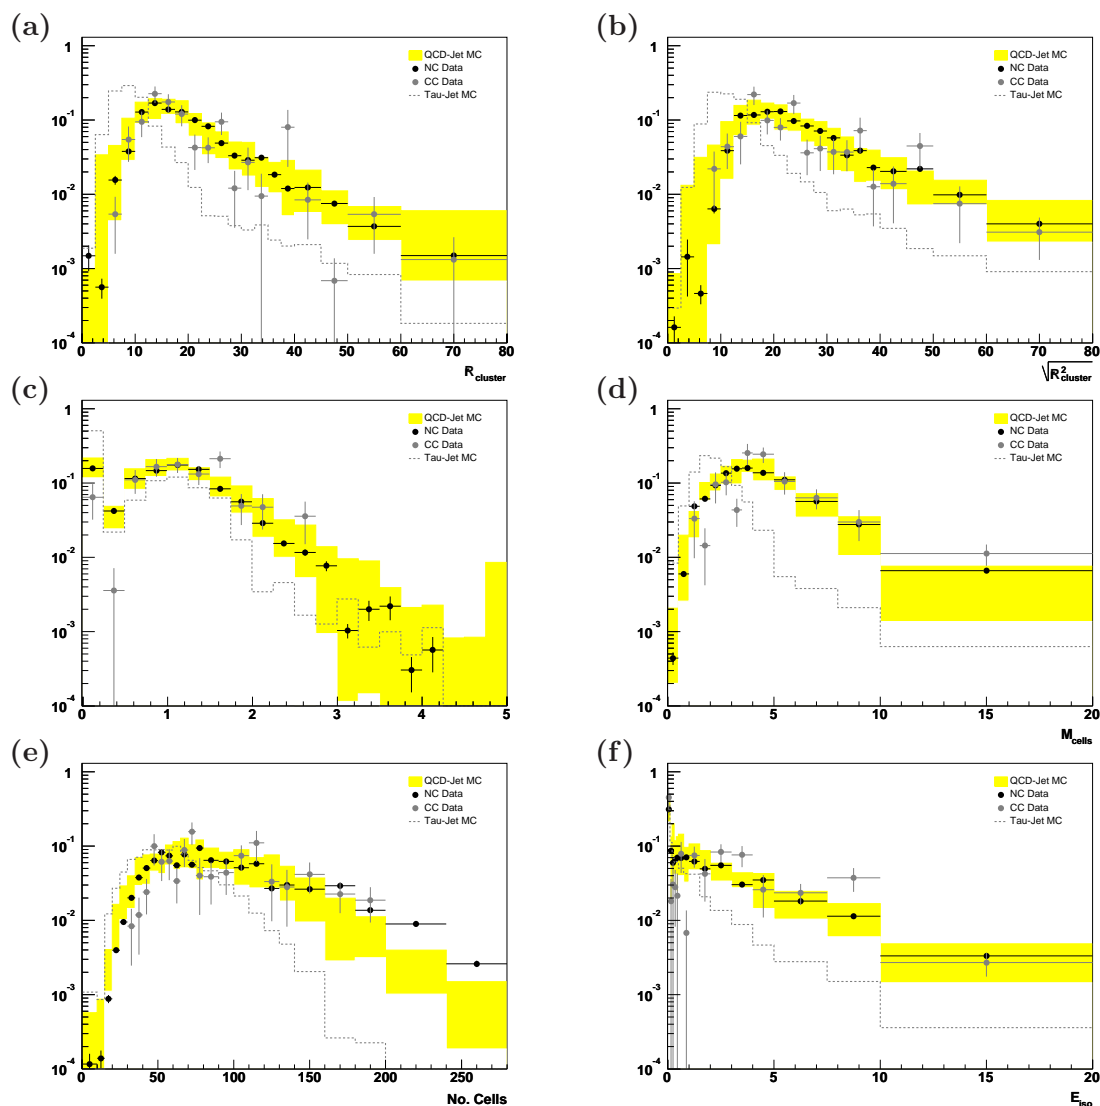 (a)
1
10⁻¹
10⁻²
10⁻³
10⁻⁴
QCD-Jet MC
NC Data
CC Data
Tau-Jet MC
0 10 20 30 40 50 60 70 80
R_cluster
(b)
1
10⁻¹
10⁻²
10⁻³
10⁻⁴
QCD-Jet MC
NC Data
CC Data
Tau-Jet MC
0 10 20 30 40 50 60 70 80
√R²_cluster
(c)
1
10⁻¹
10⁻²
10⁻³
10⁻⁴
QCD-Jet MC
NC Data
CC Data
Tau-Jet MC
0 1 2 3 4 5
(d)
1
10⁻¹
10⁻²
10⁻³
10⁻⁴
QCD-Jet MC
NC Data
CC Data
Tau-Jet MC
0 5 10 15 20
M_cells
(e)
1
10⁻¹
10⁻²
10⁻³
10⁻⁴
QCD-Jet MC
NC Data
CC Data
Tau-Jet MC
0 50 100 150 200 250
No. Cells
(f)
1
10⁻¹
10⁻²
10⁻³
10⁻⁴
QCD-Jet MC
NC Data
CC Data
Tau-Jet MC
0 5 10 15 20
E_iso